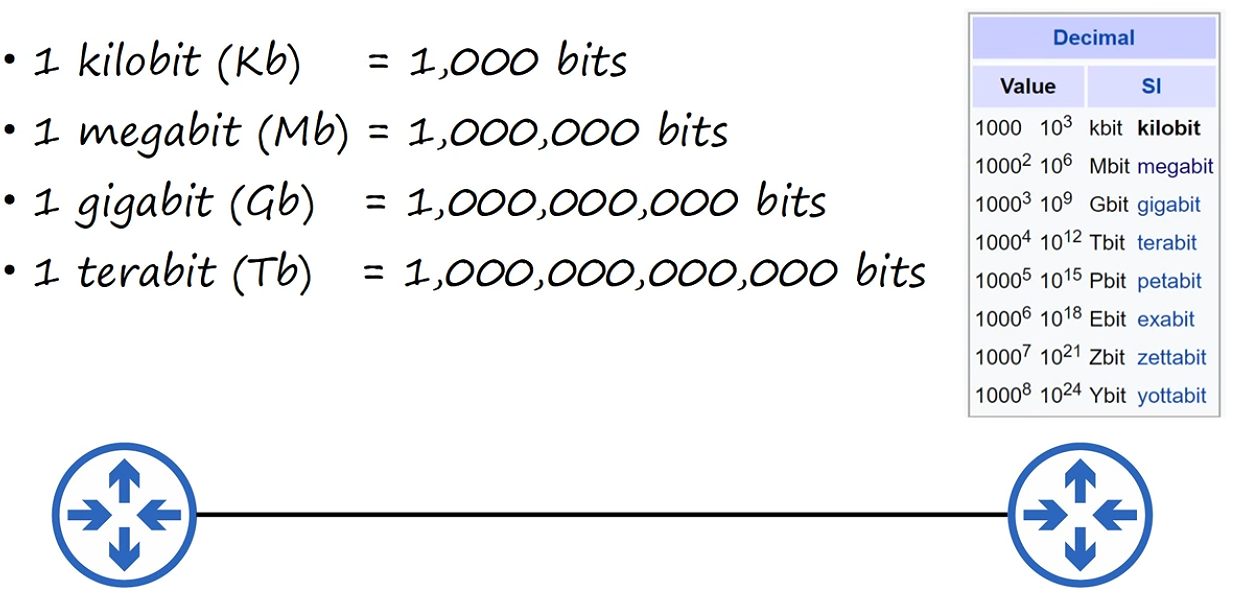 • 1 kilobit (Kb) = 1,000 bits
• 1 megabit (Mb) = 1,000,000 bits
• 1 gigabit (Gb) = 1,000,000,000 bits
• 1 terabit (Tb) = 1,000,000,000,000 bits
Decimal
Value SI
1000 10³ kbit kilobit
1000² 10⁶ Mbit megabit
1000³ 10⁹ Gbit gigabit
1000⁴ 10¹² Tbit terabit
1000⁵ 10¹⁵ Pbit petabit
1000⁶ 10¹⁸ Ebit exabit
1000⁷ 10²¹ Zbit zettabit
1000⁸ 10²⁴ Ybit yottabit